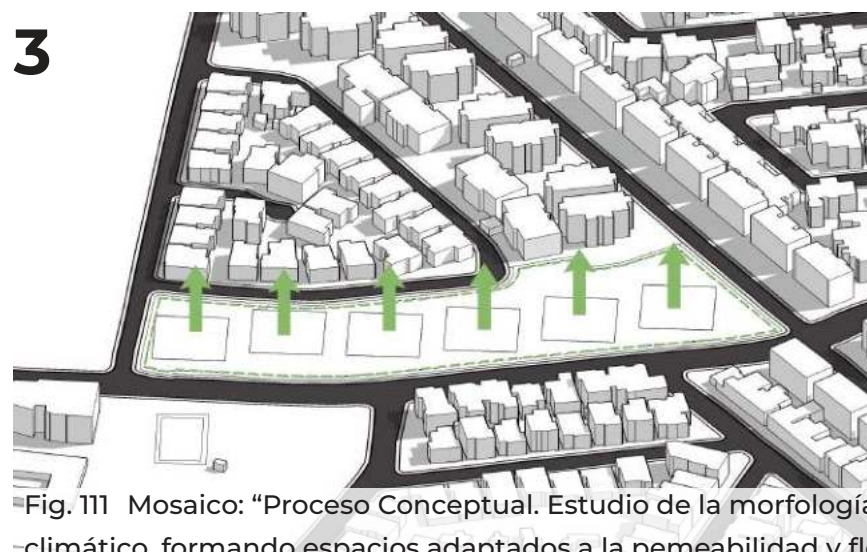 3
Fig. 111 Mosaico: “Proceso Conceptual. Estudio de la morfología
climático, formando espacios adaptados a la pemeabilidad y